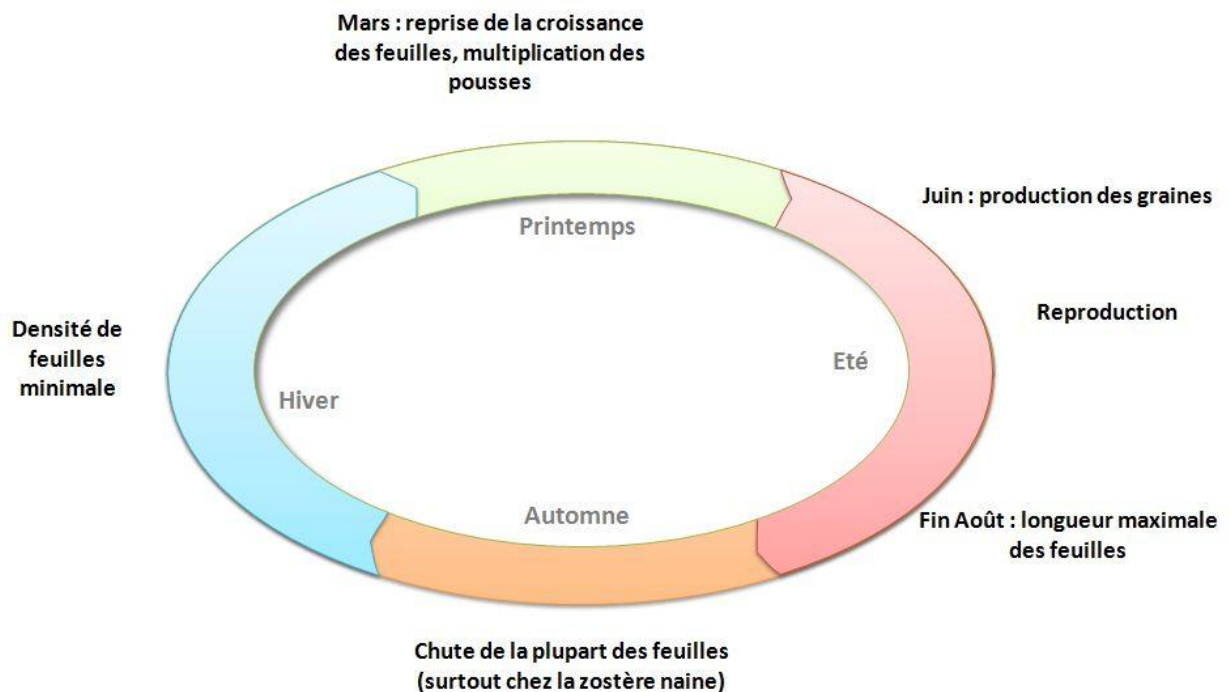 Mars : reprise de la croissance
des feuilles, multiplication des
pousses
Juin : production des graines
Printemps
Reproduction
Densité de
feuilles
minimale
Eté
Hiver
Automne
Fin Août : longueur maximale
des feuilles
Chute de la plupart des feuilles
(surtout chez la zostère naine)